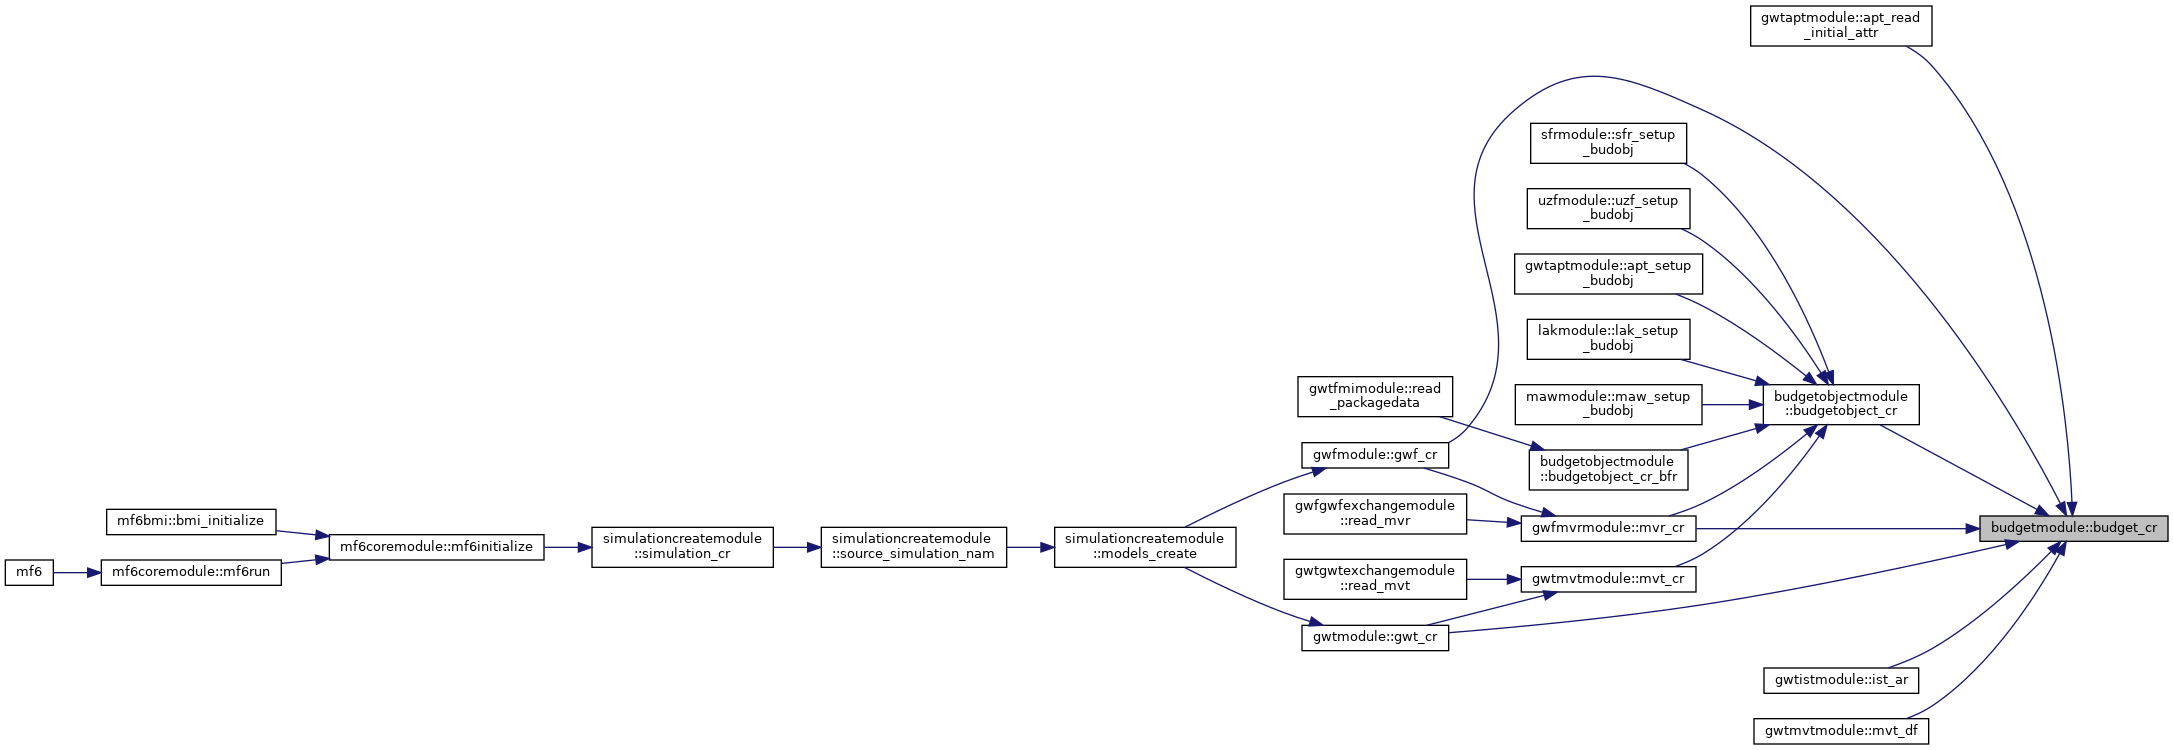 gwtaptmodule::apt_read
_initial_attr
sfrmodule::sfr_setup
_budobj
uzfmodule::uzf_setup
_budobj
gwtaptmodule::apt_setup
_budobj
lakmodule::lak_setup
_budobj
gwtfmimodule::read
_packagedata
mawmodule::maw_setup
_budobj
budgetobjectmodule
::budgetobject_cr
gwfmodule::gwf_cr
budgetobjectmodule
::budgetobject_cr_bfr
mf6bmi::bmi_initialize
gwfgwfexchangemodule
::read_mvr
gwfmvrmodule::mvr_cr
budgetmodule::budget_cr
mf6coremodule::mf6initialize
simulationcreatemodule
::simulation_cr
simulationcreatemodule
::source_simulation_nam
simulationcreatemodule
::models_create
mf6
mf6coremodule::mf6run
gwtgwtexchangemodule
::read_mvt
gwtmvtmodule::mvt_cr
gwtmodule::gwt_cr
gwtistmodule::ist_ar
gwtmvtmodule::mvt_df